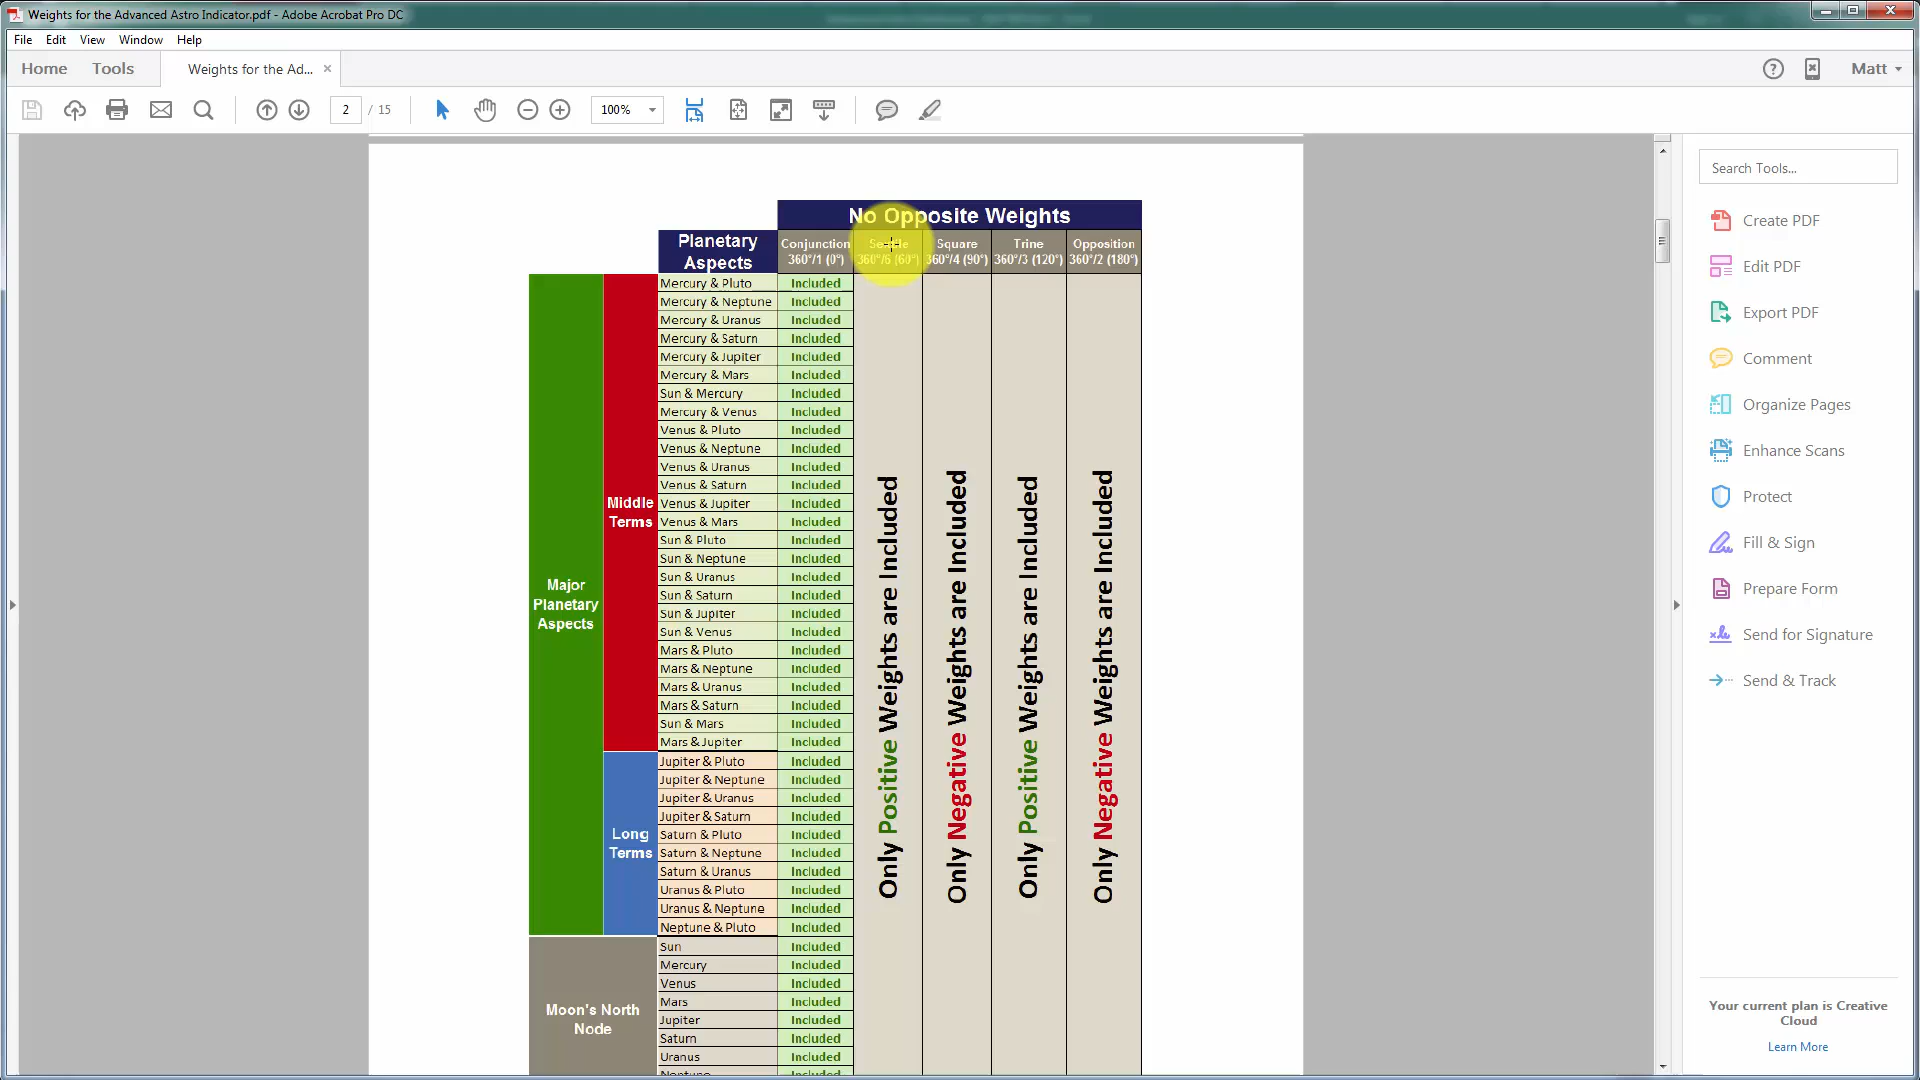 Weights for the Advanced Astro Indicator.pdf - Adobe Acrobat Pro DC
File Edit View Window Help
Home Tools Weights for the Ad... × Matt
2 / 15 100%
Search Tools...
Create PDF
Edit PDF
Export PDF
Comment
Organize Pages
Enhance Scans
Protect
Fill & Sign
Prepare Form
Send for Signature
Send & Track
Your current plan is Creative
Cloud
Learn More
No Opposite Weights
Planetary
Aspects
Conjunction
360°/1 (0°)
360°/6 (60°)
Square
360°/4 (90°)
Trine
360°/3 (120°)
Opposition
360°/2 (180°)
Major
Planetary
Aspects
Middle
Terms
Mercury & Pluto Included
Mercury & Neptune Included
Mercury & Uranus Included
Mercury & Saturn Included
Mercury & Jupiter Included
Mercury & Mars Included
Sun & Mercury Included
Mercury & Venus Included
Venus & Pluto Included
Venus & Neptune Included
Venus & Uranus Included
Venus & Saturn Included
Venus & Jupiter Included
Venus & Mars Included
Sun & Pluto Included
Sun & Neptune Included
Sun & Uranus Included
Sun & Saturn Included
Sun & Jupiter Included
Sun & Venus Included
Mars & Pluto Included
Mars & Neptune Included
Mars & Uranus Included
Mars & Saturn Included
Sun & Mars Included
Mars & Jupiter Included
Long
Terms
Jupiter & Pluto Included
Jupiter & Neptune Included
Jupiter & Uranus Included
Jupiter & Saturn Included
Saturn & Pluto Included
Saturn & Neptune Included
Saturn & Uranus Included
Uranus & Pluto Included
Uranus & Neptune Included
Neptune & Pluto Included
Moon's North
Node
Sun Included
Mercury Included
Venus Included
Mars Included
Jupiter Included
Saturn Included
Uranus Included
Neptune Included
Only Positive Weights are Included
Only Negative Weights are Included
Only Positive Weights are Included
Only Negative Weights are Included